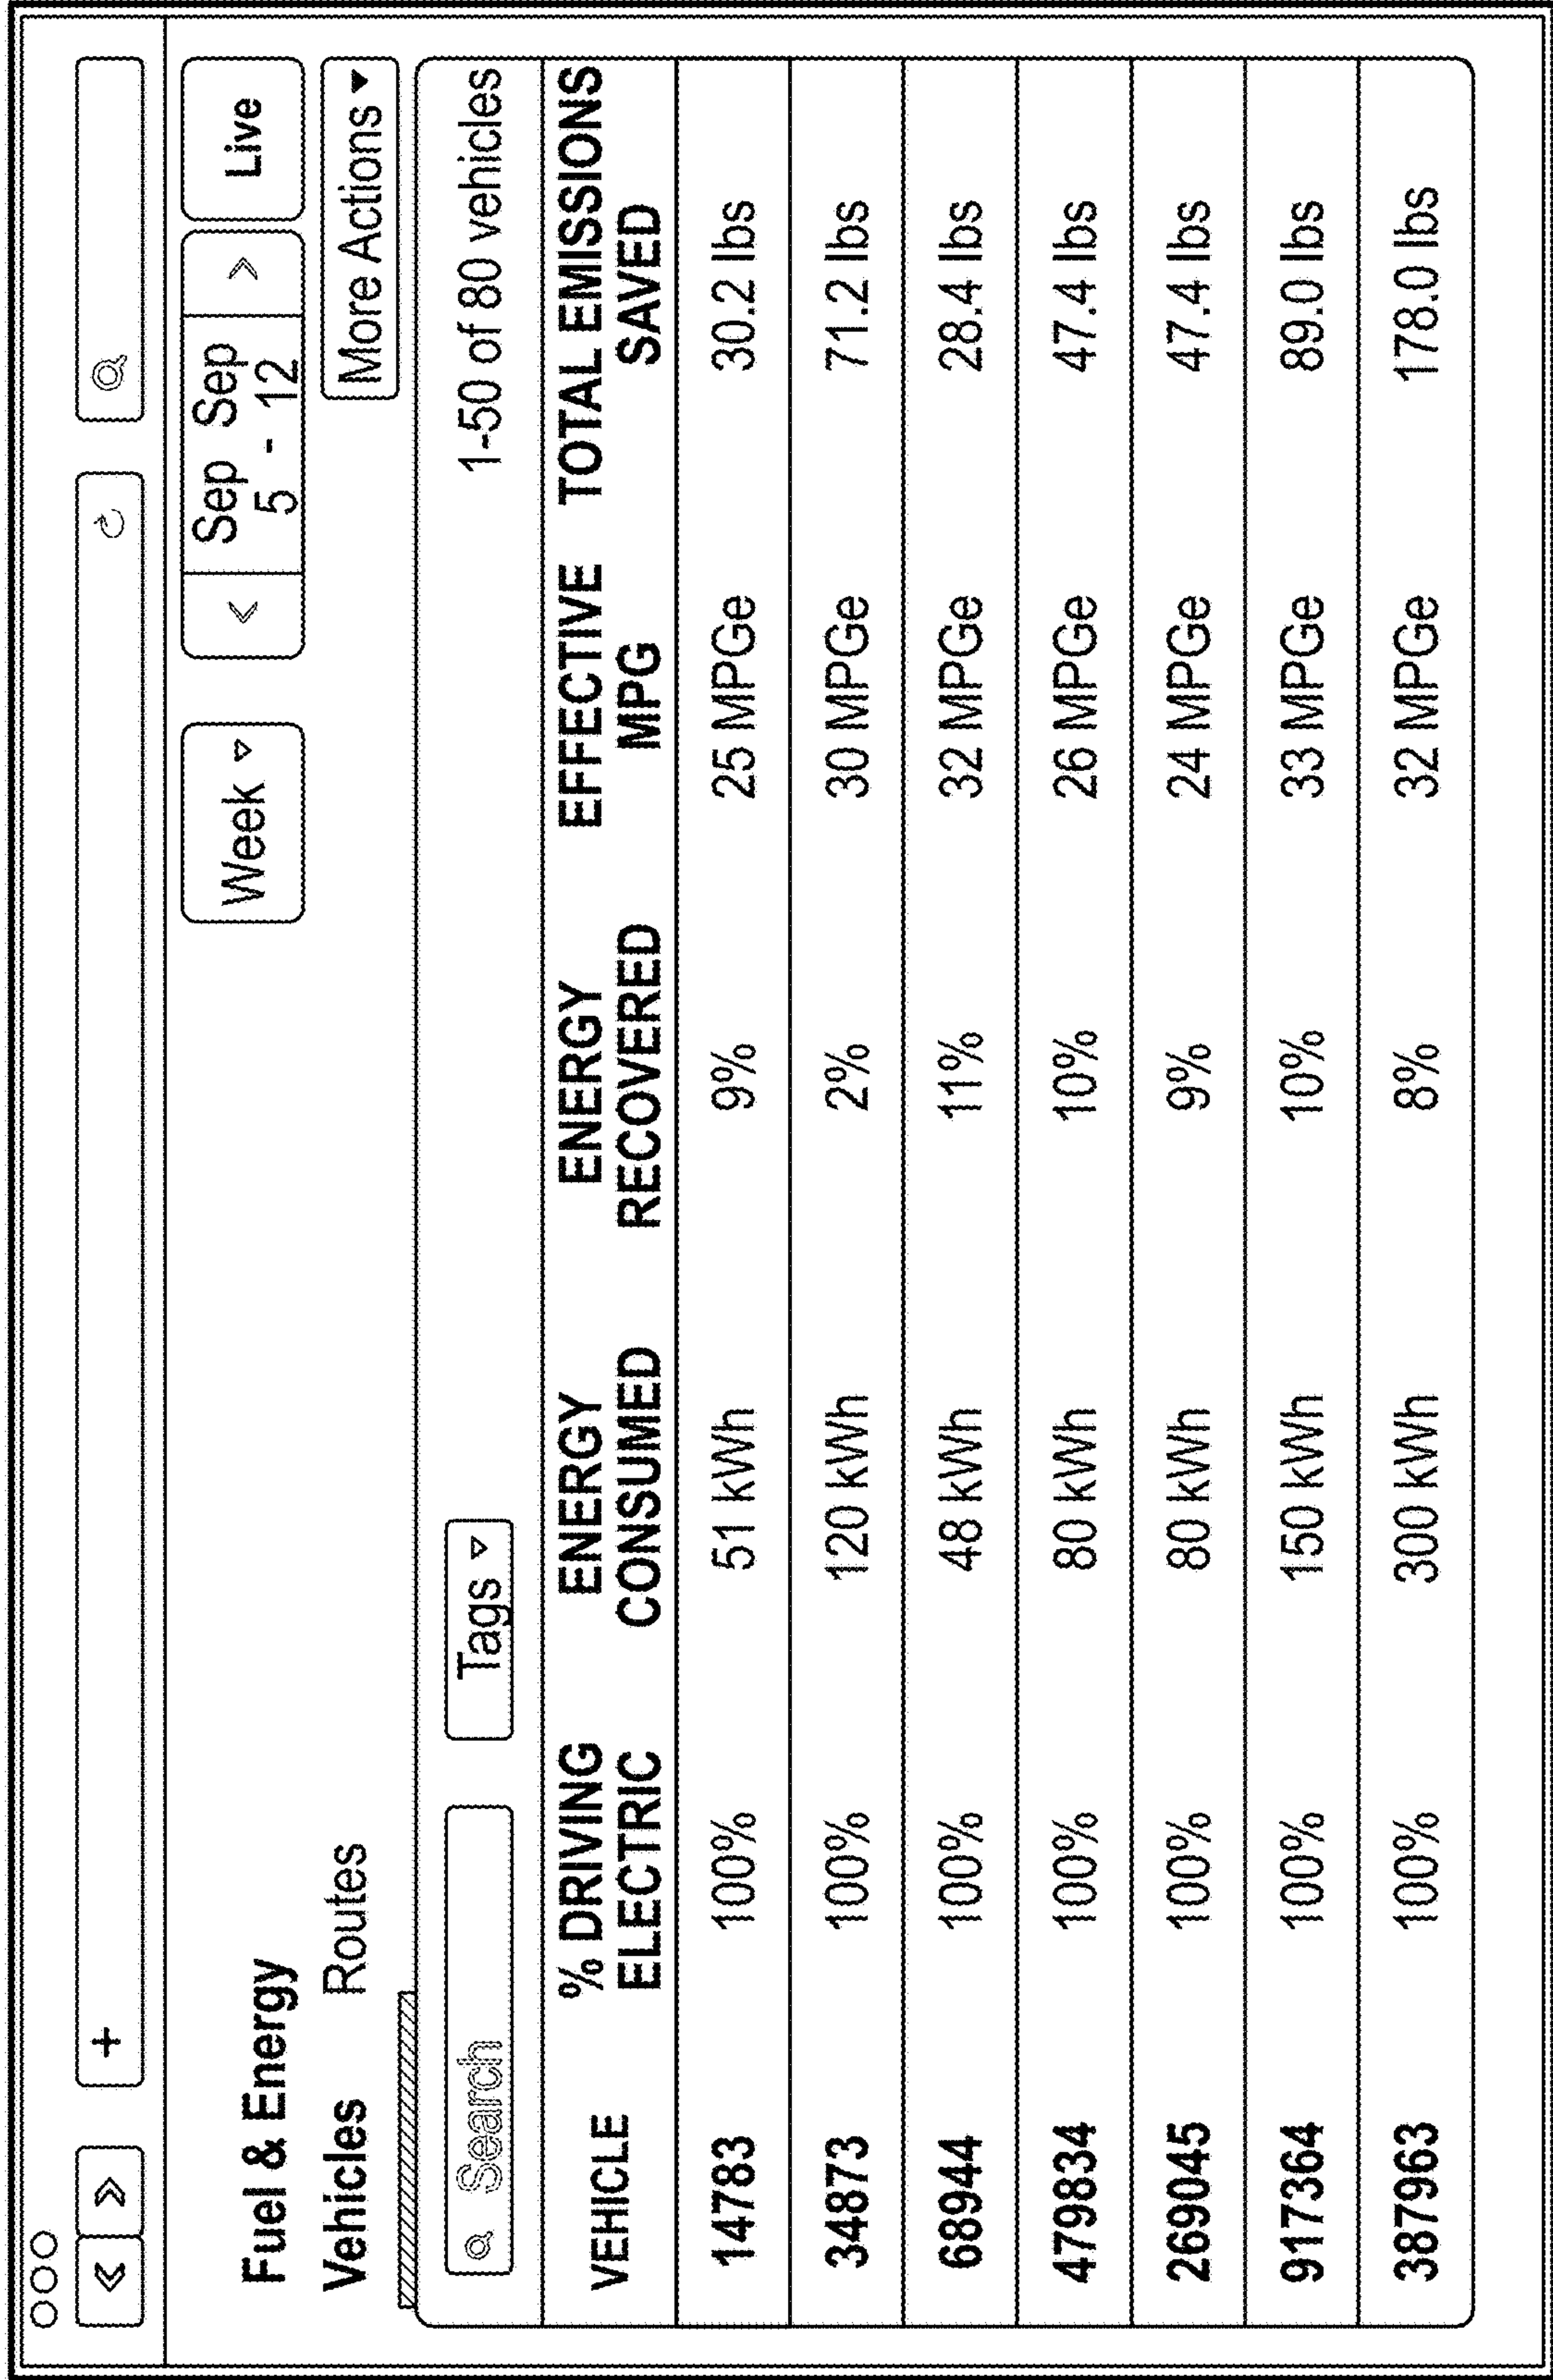 Week Sep Sep Live
5 - 12
Fuel & Energy
Vehicles Routes More Actions
Search Tags 1-50 of 80 vehicles
VEHICLE % DRIVING ENERGY ENERGY EFFECTIVE TOTAL EMISSIONS
ELECTRIC CONSUMED RECOVERED MPG SAVED
14783 100% 51 kWh 9% 25 MPGe 30.2 lbs
34873 100% 120 kWh 2% 30 MPGe 71.2 lbs
68944 100% 48 kWh 11% 32 MPGe 28.4 lbs
479834 100% 80 kWh 10% 26 MPGe 47.4 lbs
269045 100% 80 kWh 9% 24 MPGe 47.4 lbs
917364 100% 150 kWh 10% 33 MPGe 89.0 lbs
387963 100% 300 kWh 8% 32 MPGe 178.0 lbs